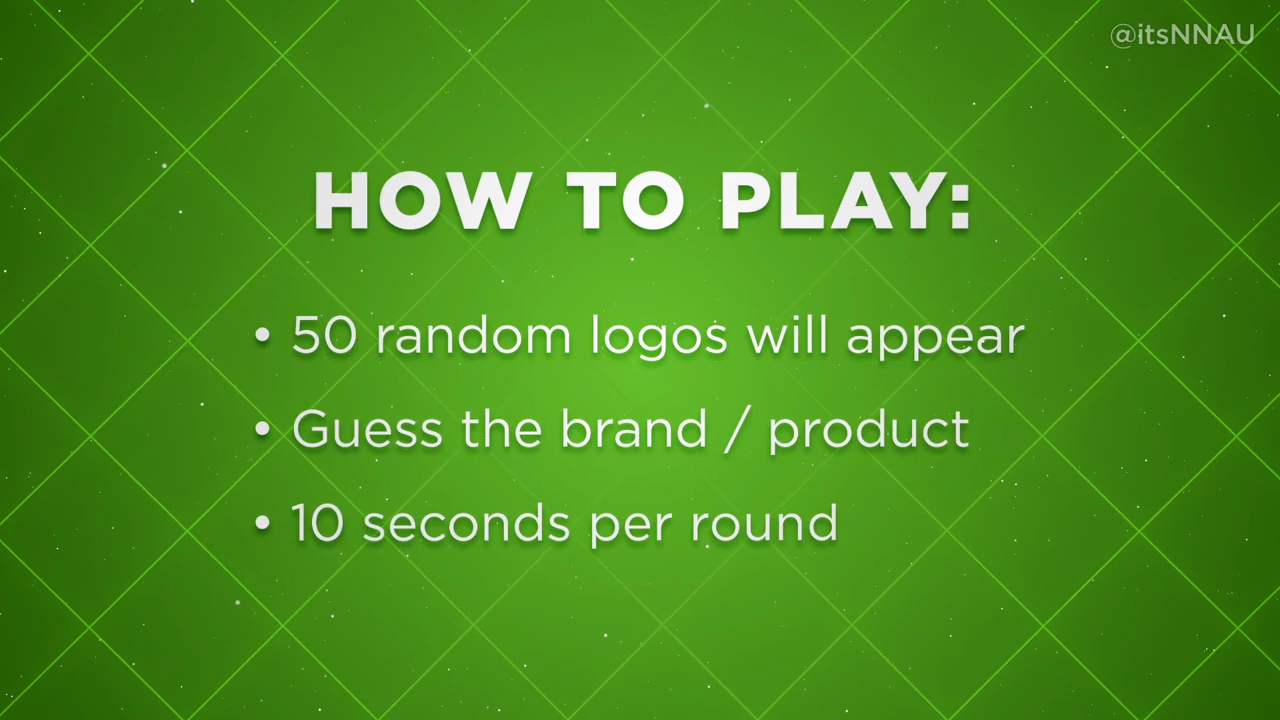 @itsNNAU
HOW TO PLAY:
• 50 random logos will appear
• Guess the brand / product
• 10 seconds per round